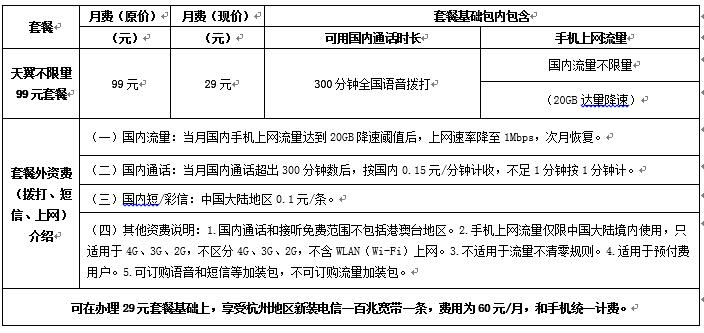 套餐
月费（原价）
（元）
月费（现价）
（元）
套餐基础包内包含
可用国内通话时长
手机上网流量
天翼不限量
99元套餐
99元
29元
300分钟全国语音拨打
国内流量不限量
（20GB达量降速）
套餐外资费
（拨打、短
信、上网）
介绍
（一）国内流量：当月国内手机上网流量达到20GB降速阈值后，上网速率降至1Mbps，次月恢复。
（二）国内通话：当月国内通话超出300分钟数后，按国内0.15元/分钟计收，不足1分钟按1分钟计。
（三）国内短/彩信：中国大陆地区0.1元/条。
（四）其他资费说明：1.国内通话和接听免费范围不包括港澳台地区。2.手机上网流量仅限中国大陆境内使用，只
适用于4G、3G、2G，不区分4G、3G、2G，不含WLAN（Wi-Fi）上网。3.不适用于流量不清零规则。4.适用于预付费
用户。5.可订购语音和短信等加装包，不可订购流量加装包。
可在办理29元套餐基础上，享受杭州地区新装电信一百兆宽带一条，费用为60元/月，和手机统一计费。